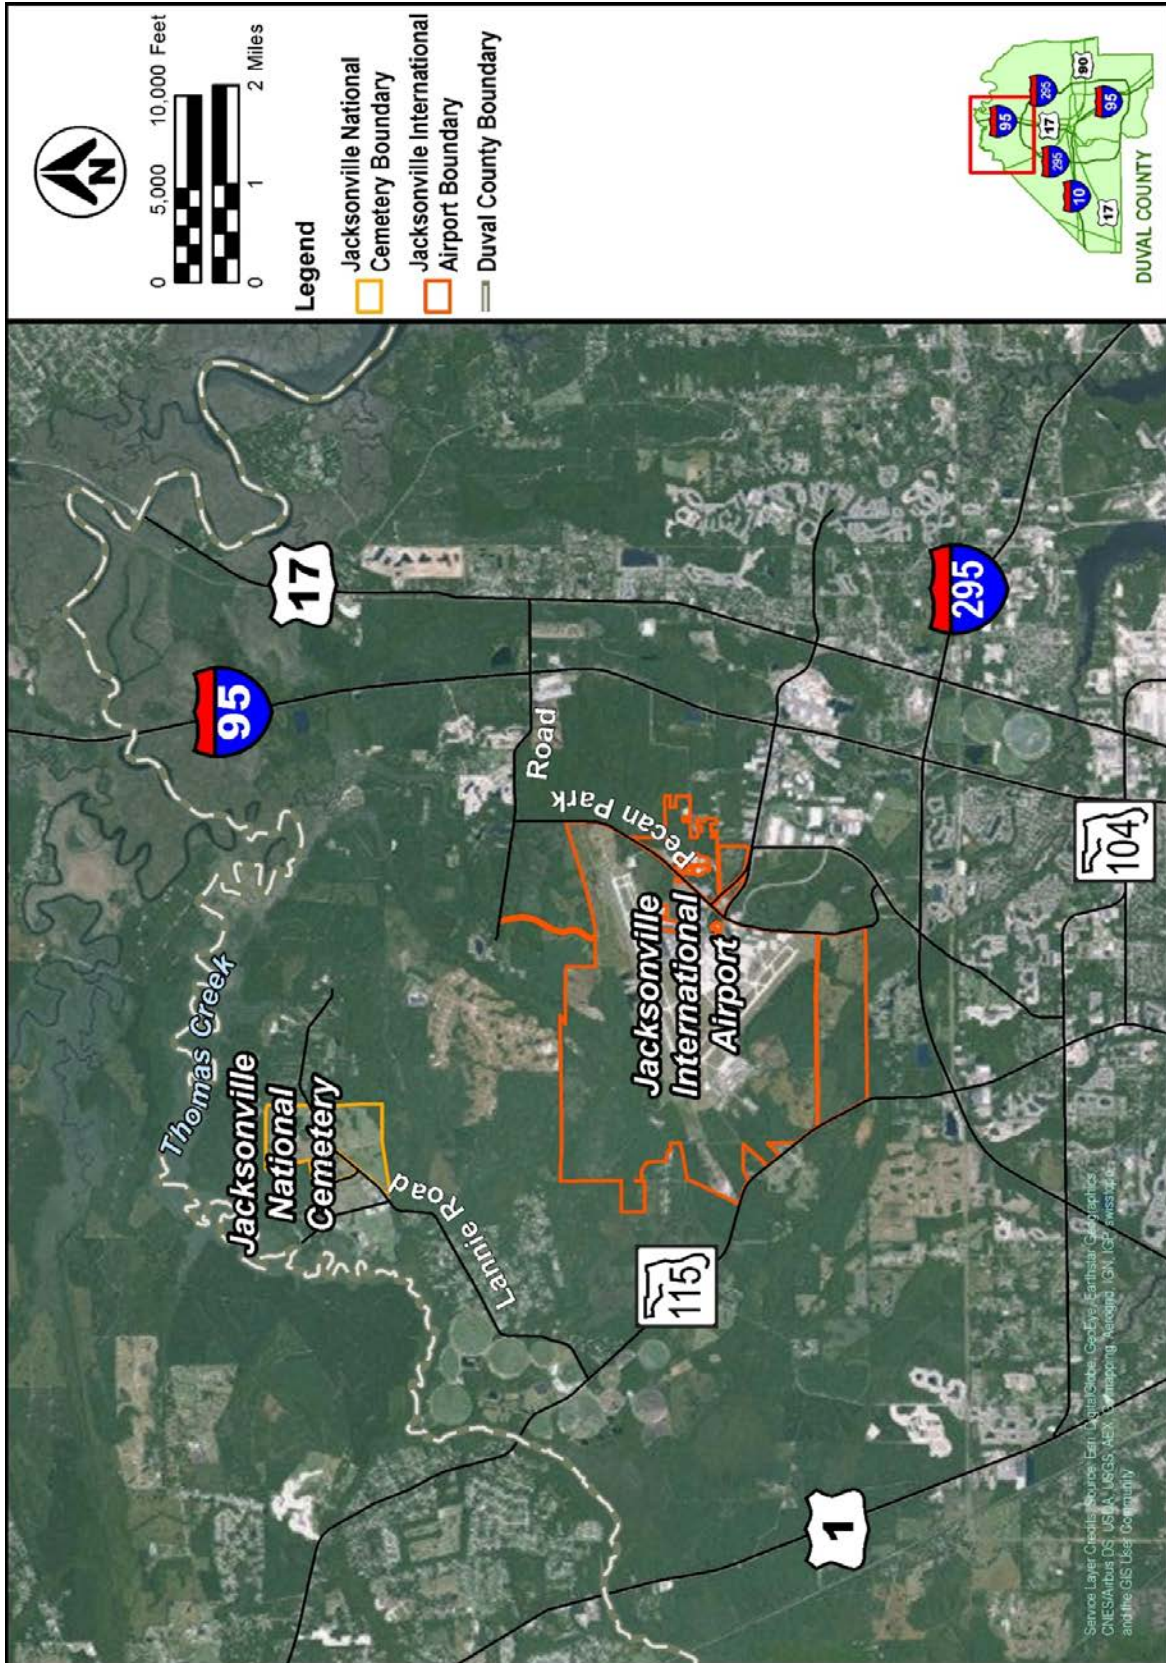 Thomas Creek
Jacksonville
National
Cemetery
Lannie Road
95
17
Pecan Park
Road
Jacksonville
International
Airport
115
295
104
1
Service Layer Credits: Source: Esri, DigitalGlobe, GeoEye, Earthstar Geographics,
CNES/Airbus DS, USDA, USGS, AEX, Getmapping, Aerogrid, IGN, IGP, swisstopo,
and the GIS User Community
N
0 5,000 10,000 Feet
0 1 2 Miles
Legend
Jacksonville National
Cemetery Boundary
Jacksonville International
Airport Boundary
Duval County Boundary
95
295
17
90
295
10
95
17
DUVAL COUNTY